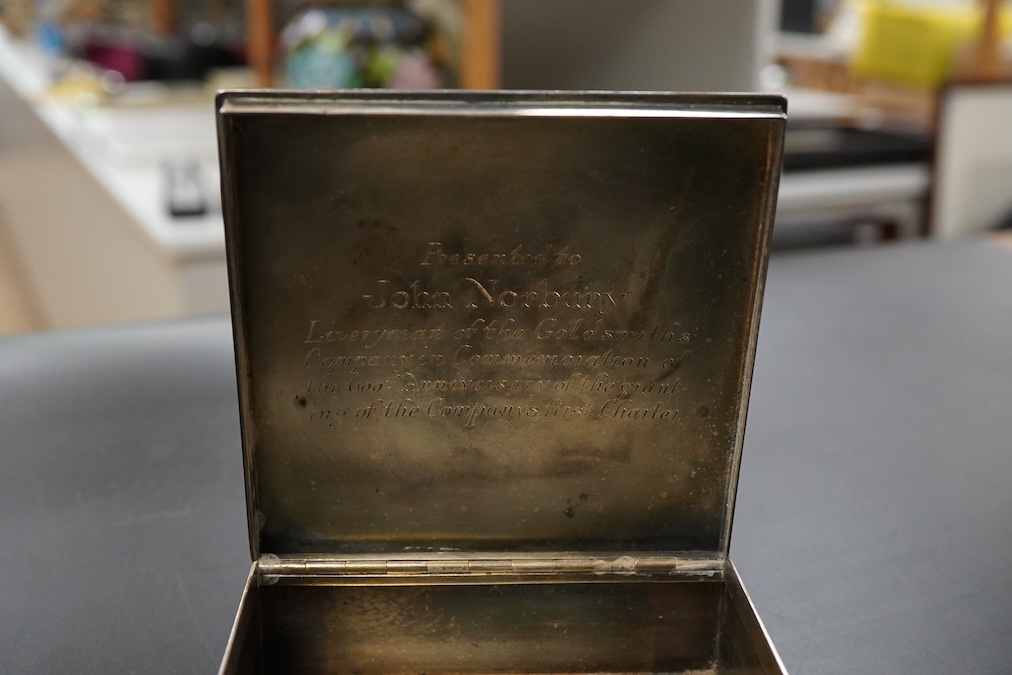 Presented to
John Norbury
Liveryman of the Goldsmiths
Company in Commemoration of
the 600th Anniversary of the grant-
ing of the Companys first Charter